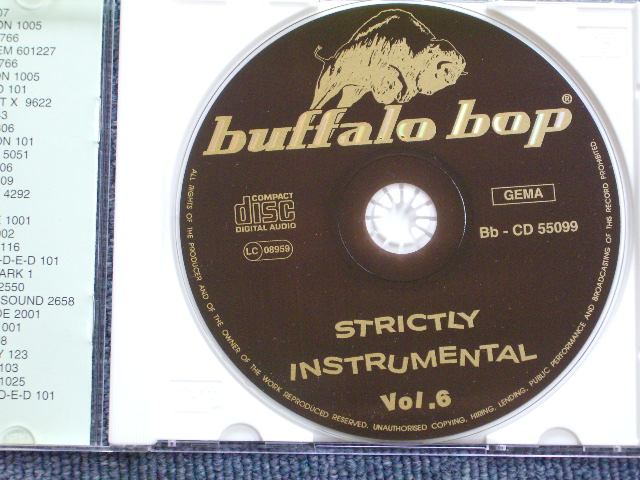 07
ON 1005
766
EM 601227
766
ON 1005
D 101
T X 9622
306
ON 101
5051
06
09
4292
E 1001
002
116
-D-E-D 101
ARK 1
2550
SOUND 2658
DE 2001
001
8
Y 123
103
1025
D-E-D 101
buffalo bop®
COMPACT
disc
DIGITAL AUDIO
LC 08959
GEMA
Bb - CD 55099
STRICTLY
INSTRUMENTAL
Vol.6
ALL RIGHTS OF THE PRODUCER AND OF THE OWNER OF THE WORK REPRODUCED RESERVED. UNAUTHORISED COPYING, HIRING, LENDING, PUBLIC PERFORMANCE AND BROADCASTING OF THIS RECORD PROHIBITED.